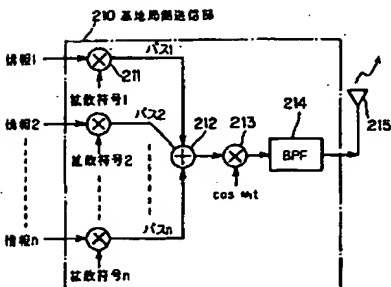 210 基地局側送信部
情報1
パス1
211
拡散符号1
情報2
パス2
212
213
214
215
拡散符号2
BPF
cos ωt
情報n
パスn
拡散符号n